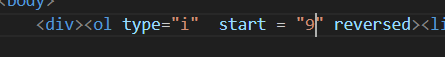 <body>
<div><ol type="i"  start = "9" reversed><li